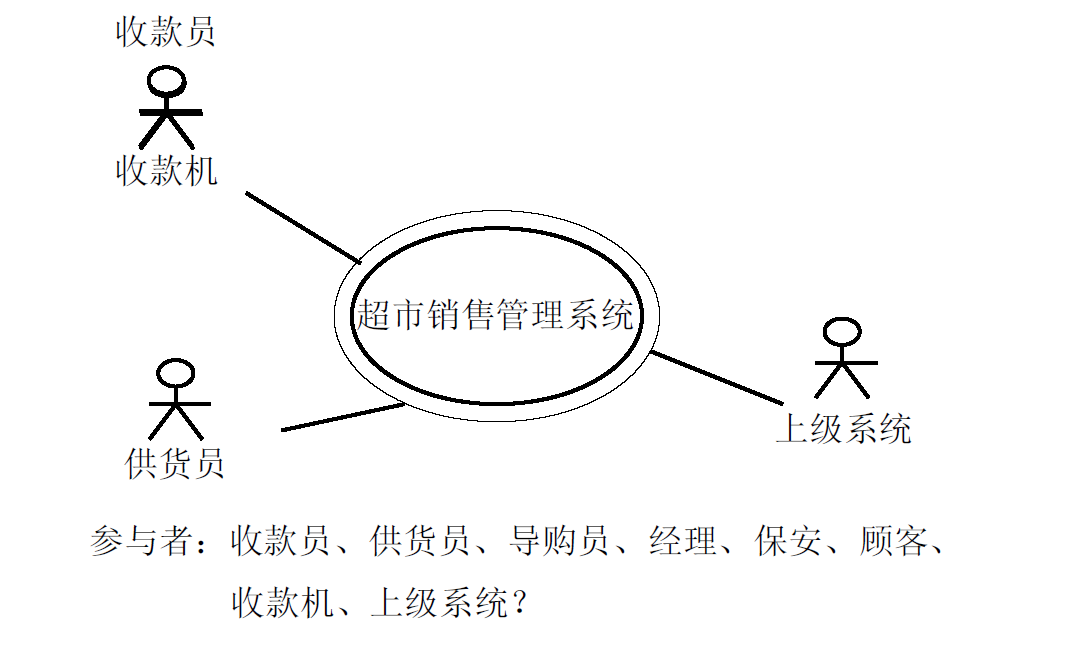 收款员
收款机
超市销售管理系统
上级系统
供货员
参与者：收款员、供货员、导购员、经理、保安、顾客、
收款机、上级系统？